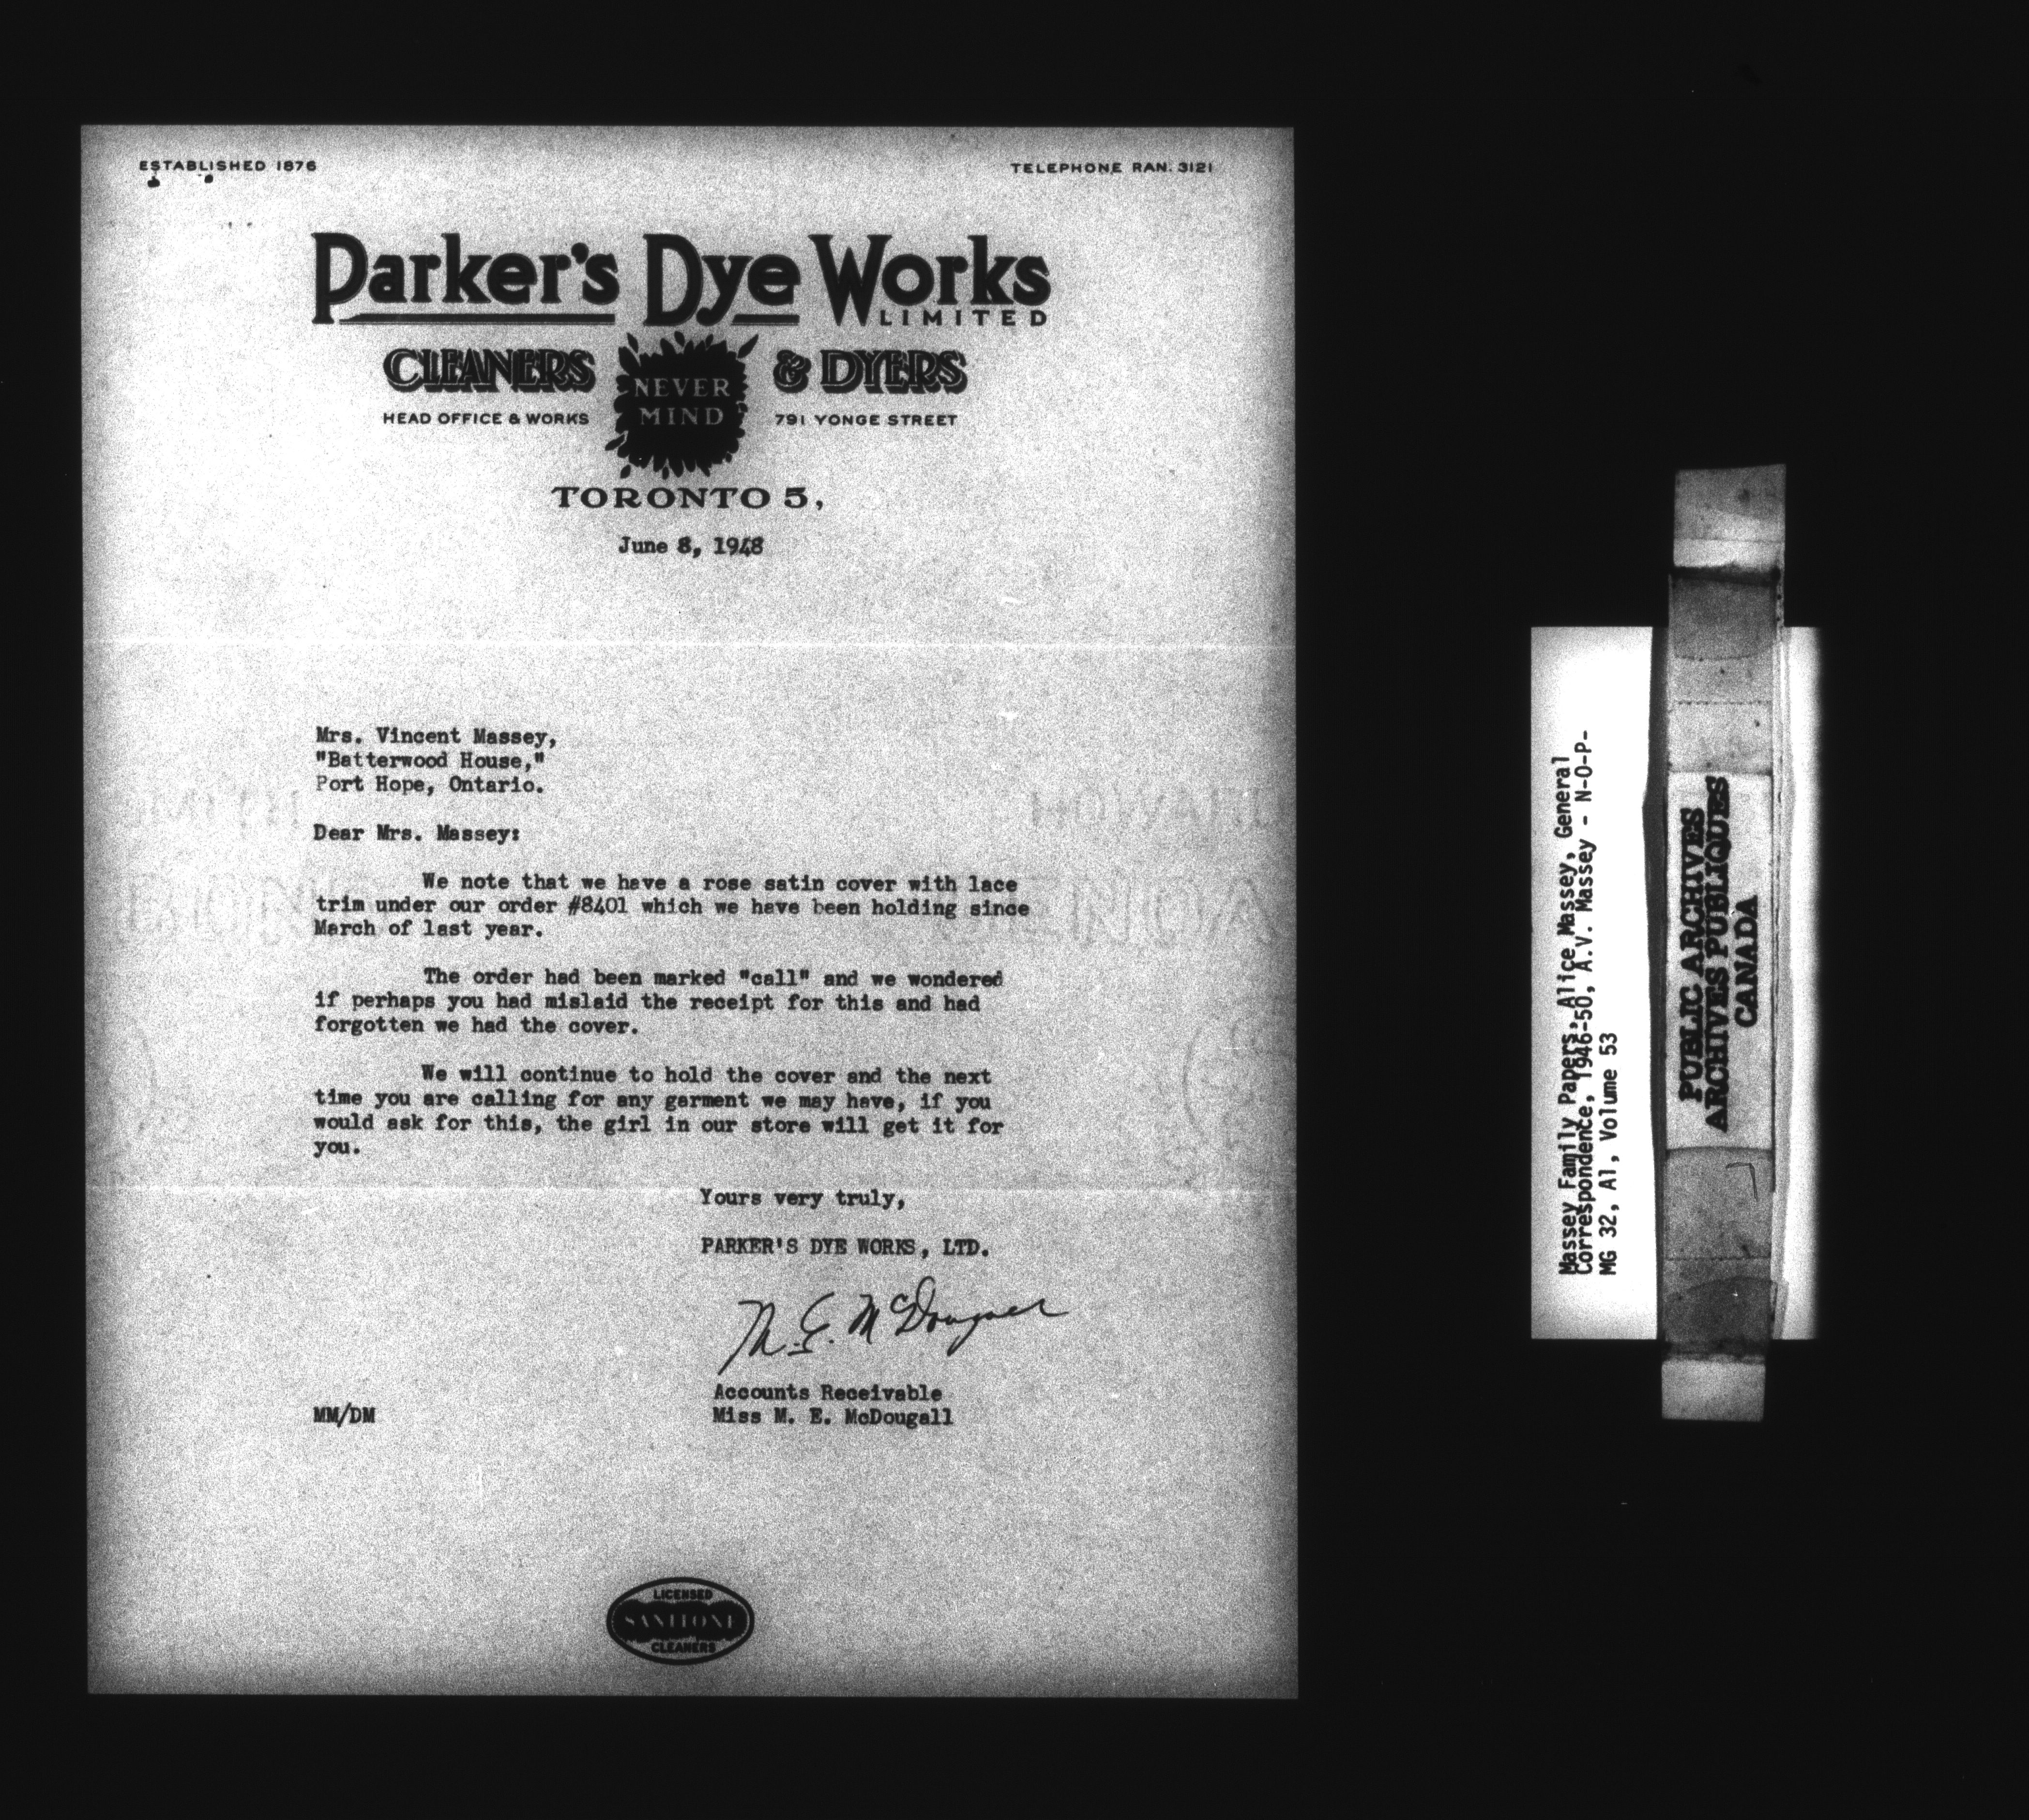 ESTABLISHED 1876
TELEPHONE RAN. 3121
Parker's Dye Works
LIMITED
CLEANERS & DYERS
NEVER
MIND
HEAD OFFICE & WORKS
791 YONGE STREET
TORONTO 5,
June 8, 1948
Mrs. Vincent Massey,
"Batterwood House,"
Port Hope, Ontario.
Dear Mrs. Massey:
We note that we have a rose satin cover with lace
trim under our order #8401 which we have been holding since
March of last year.
The order had been marked "call" and we wondered
if perhaps you had mislaid the receipt for this and had
forgotten we had the cover.
We will continue to hold the cover and the next
time you are calling for any garment we may have, if you
would ask for this, the girl in our store will get it for
you.
Yours very truly,
PARKER'S DYE WORKS, LTD.
M. E. McDougall
Accounts Receivable
MM/DM
Miss M. E. McDougall
LICENSED
SANITONE
CLEANERS
Massey Family Papers, Alice Massey, General
Correspondence, 1946-50, A.V. Massey - N-O-P-
MG 32, A1, Volume 53
PUBLIC ARCHIVES
ARCHIVES PUBLIQUES
CANADA